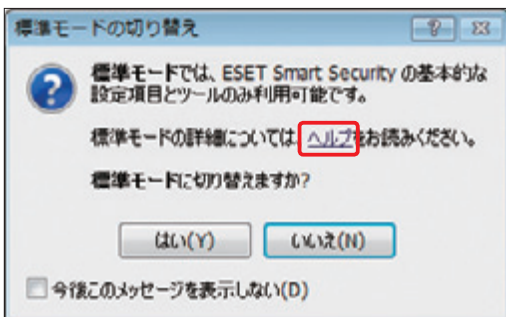 標準モードの切り替え
標準モードでは、ESET Smart Security の基本的な
設定項目とツールのみ利用可能です。
標準モードの詳細については、ヘルプをお読みください。
標準モードに切り替えますか?
はい(Y)
いいえ(N)
今後このメッセージを表示しない(D)